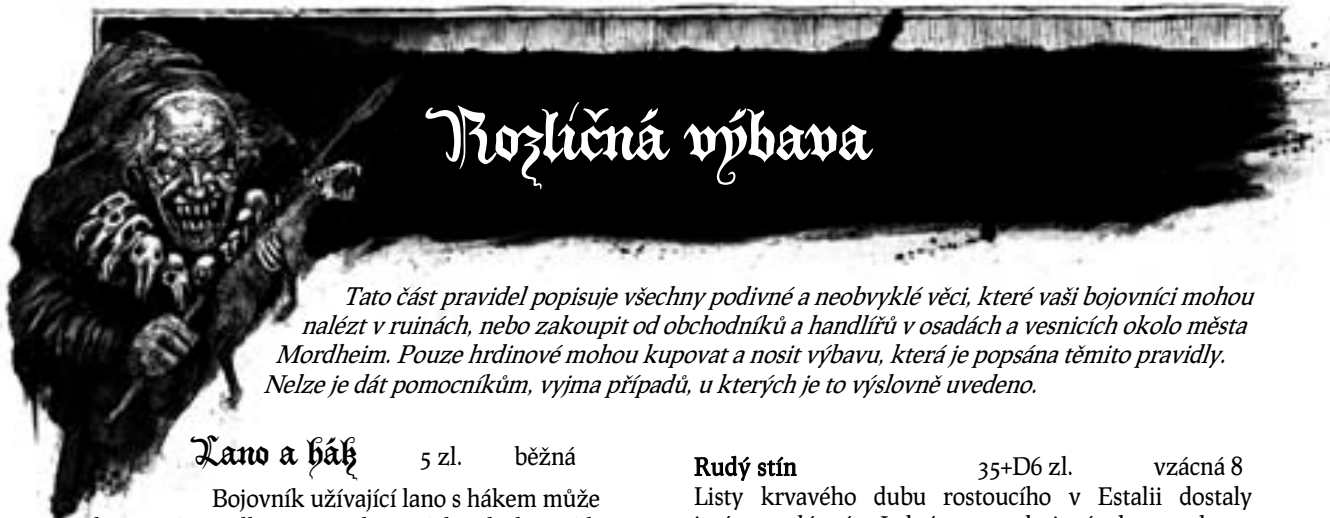 Rozličná výbava
Tato část pravidel popisuje všechny podivné a neobvyklé věci, které vaši bojovníci mohou
nalézt v ruinách, nebo zakoupit od obchodníků a handlířů v osadách a vesnicích okolo města
Mordheim. Pouze hrdinové mohou kupovat a nosit výbavu, která je popsána těmito pravidly.
Nelze je dát pomocníkům, vyjma případů, u kterých je to výslovně uvedeno.
Lano a hák 5 zl. běžná
Bojovník užívající lano s hákem může
Rudý stín 35+D6 zl. vzácná 8
Listy krvavého dubu rostoucího v Estalii dostaly